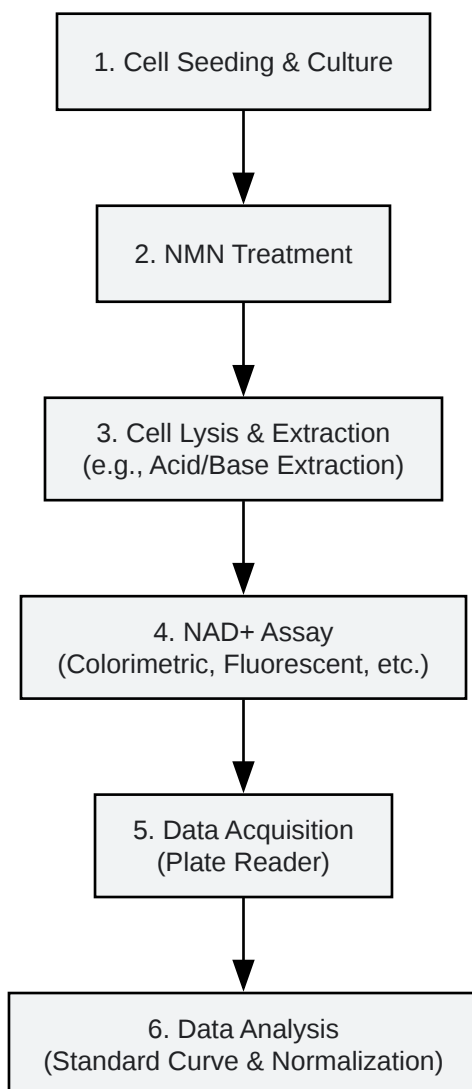 1. Cell Seeding & Culture
2. NMN Treatment
3. Cell Lysis & Extraction
(e.g., Acid/Base Extraction)
4. NAD+ Assay
(Colorimetric, Fluorescent, etc.)
5. Data Acquisition
(Plate Reader)
6. Data Analysis
(Standard Curve & Normalization)